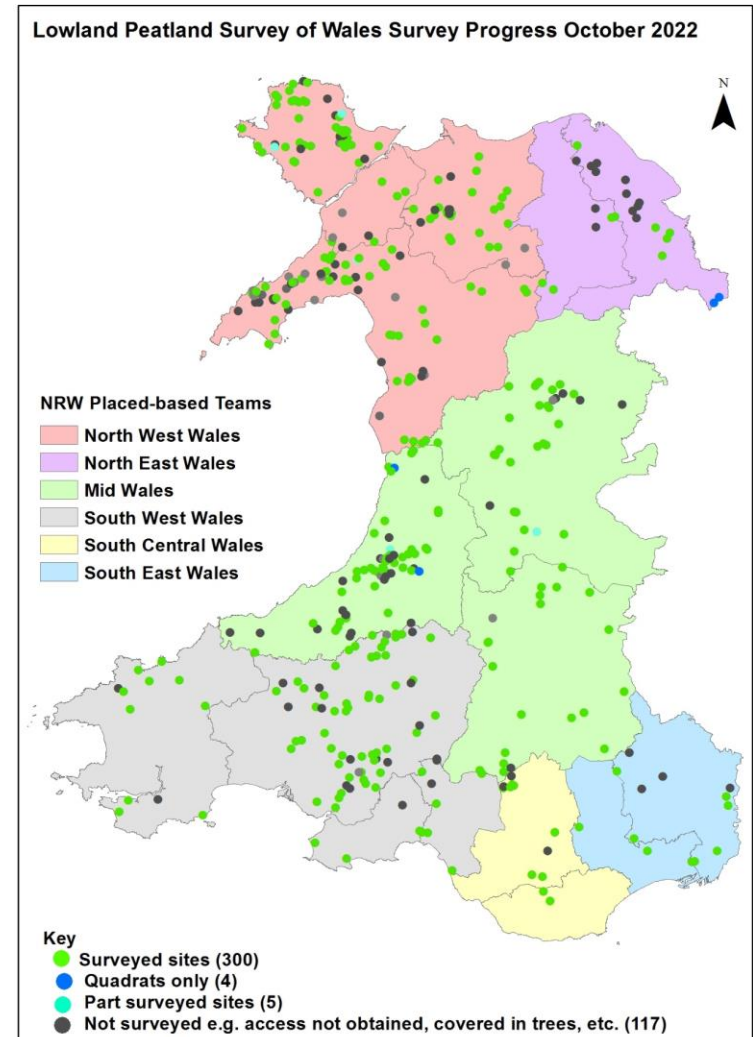 Lowland Peatland Survey of Wales Survey Progress October 2022
N
NRW Placed-based Teams
North West Wales
North East Wales
Mid Wales
South West Wales
South Central Wales
South East Wales
Key
Surveyed sites (300)
Quadrats only (4)
Part surveyed sites (5)
Not surveyed e.g. access not obtained, covered in trees, etc. (117)